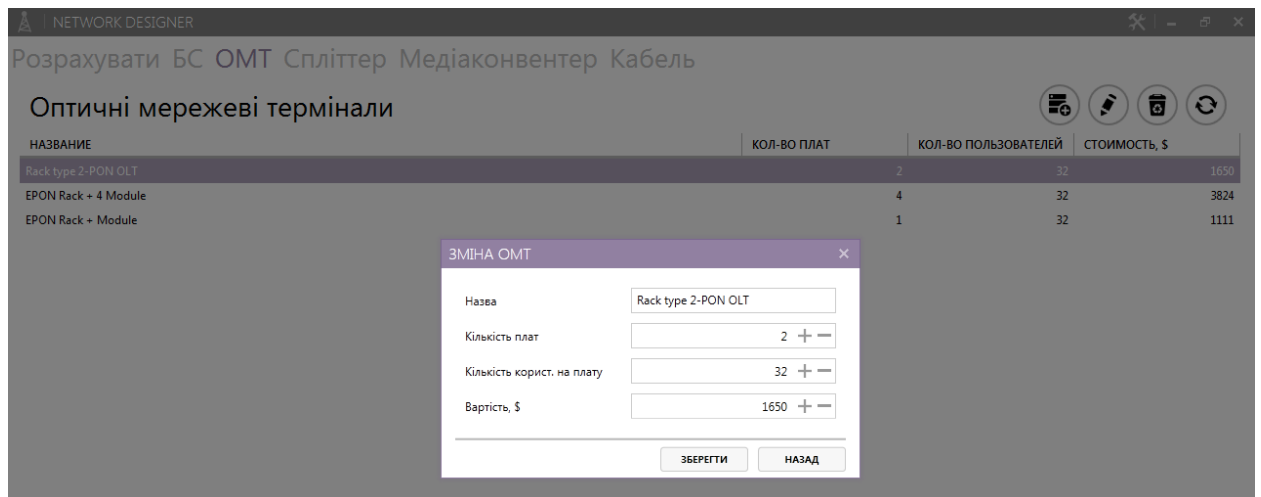 NETWORK DESIGNER
Розрахувати БС ОМТ Спліттер Медіаконвентер Кабель
Оптичні мережеві термінали
НАЗВАНИЕ КОЛ-ВО ПЛАТ КОЛ-ВО ПОЛЬЗОВАТЕЛЕЙ СТОИМОСТЬ, $
Rack type 2-PON OLT 2 32 1650
EPON Rack + 4 Module 4 32 3824
EPON Rack + Module 1 32 1111
ЗМІНА ОМТ
Назва Rack type 2-PON OLT
Кількість плат 2
Кількість корист. на плату 32
Вартість, $ 1650
ЗБЕРЕГТИ НАЗАД